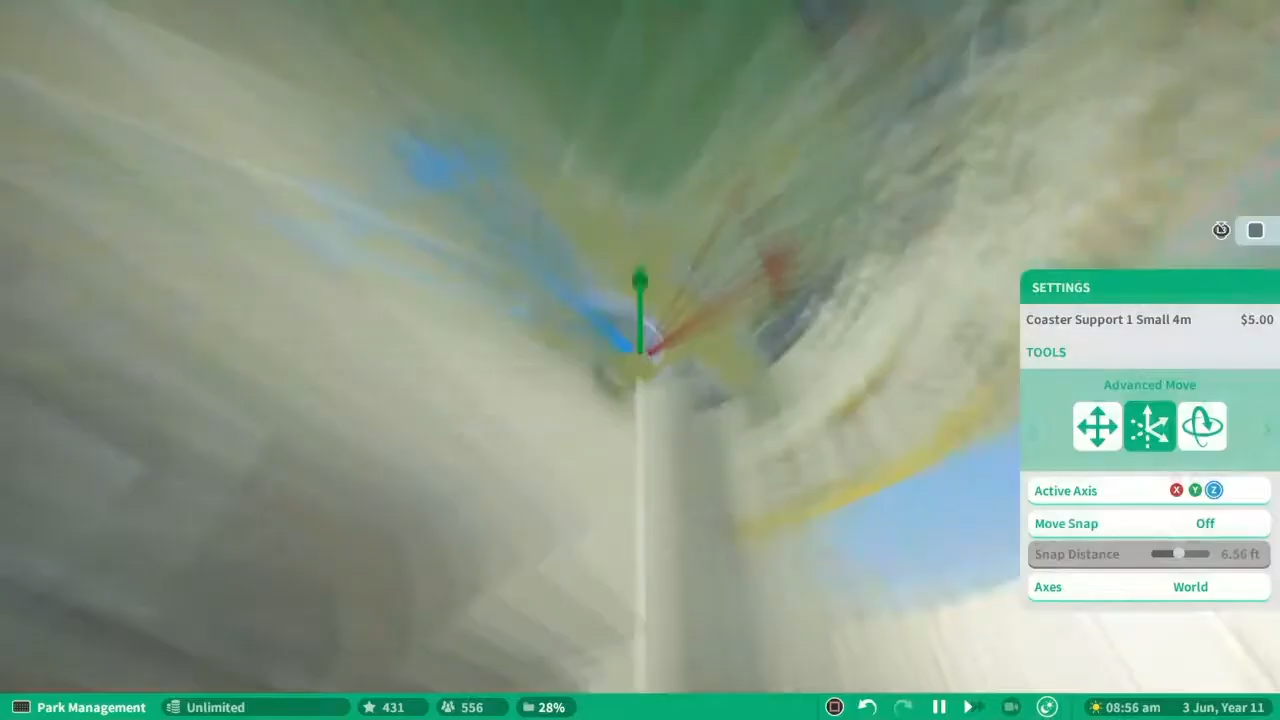 SETTINGS
Coaster Support 1 Small 4m $5.00
TOOLS
Advanced Move
Active Axis X Y Z
Move Snap Off
Snap Distance 6.56 ft
Axes World
Park Management Unlimited 431 556 28% 08:56 am 3 Jun, Year 11